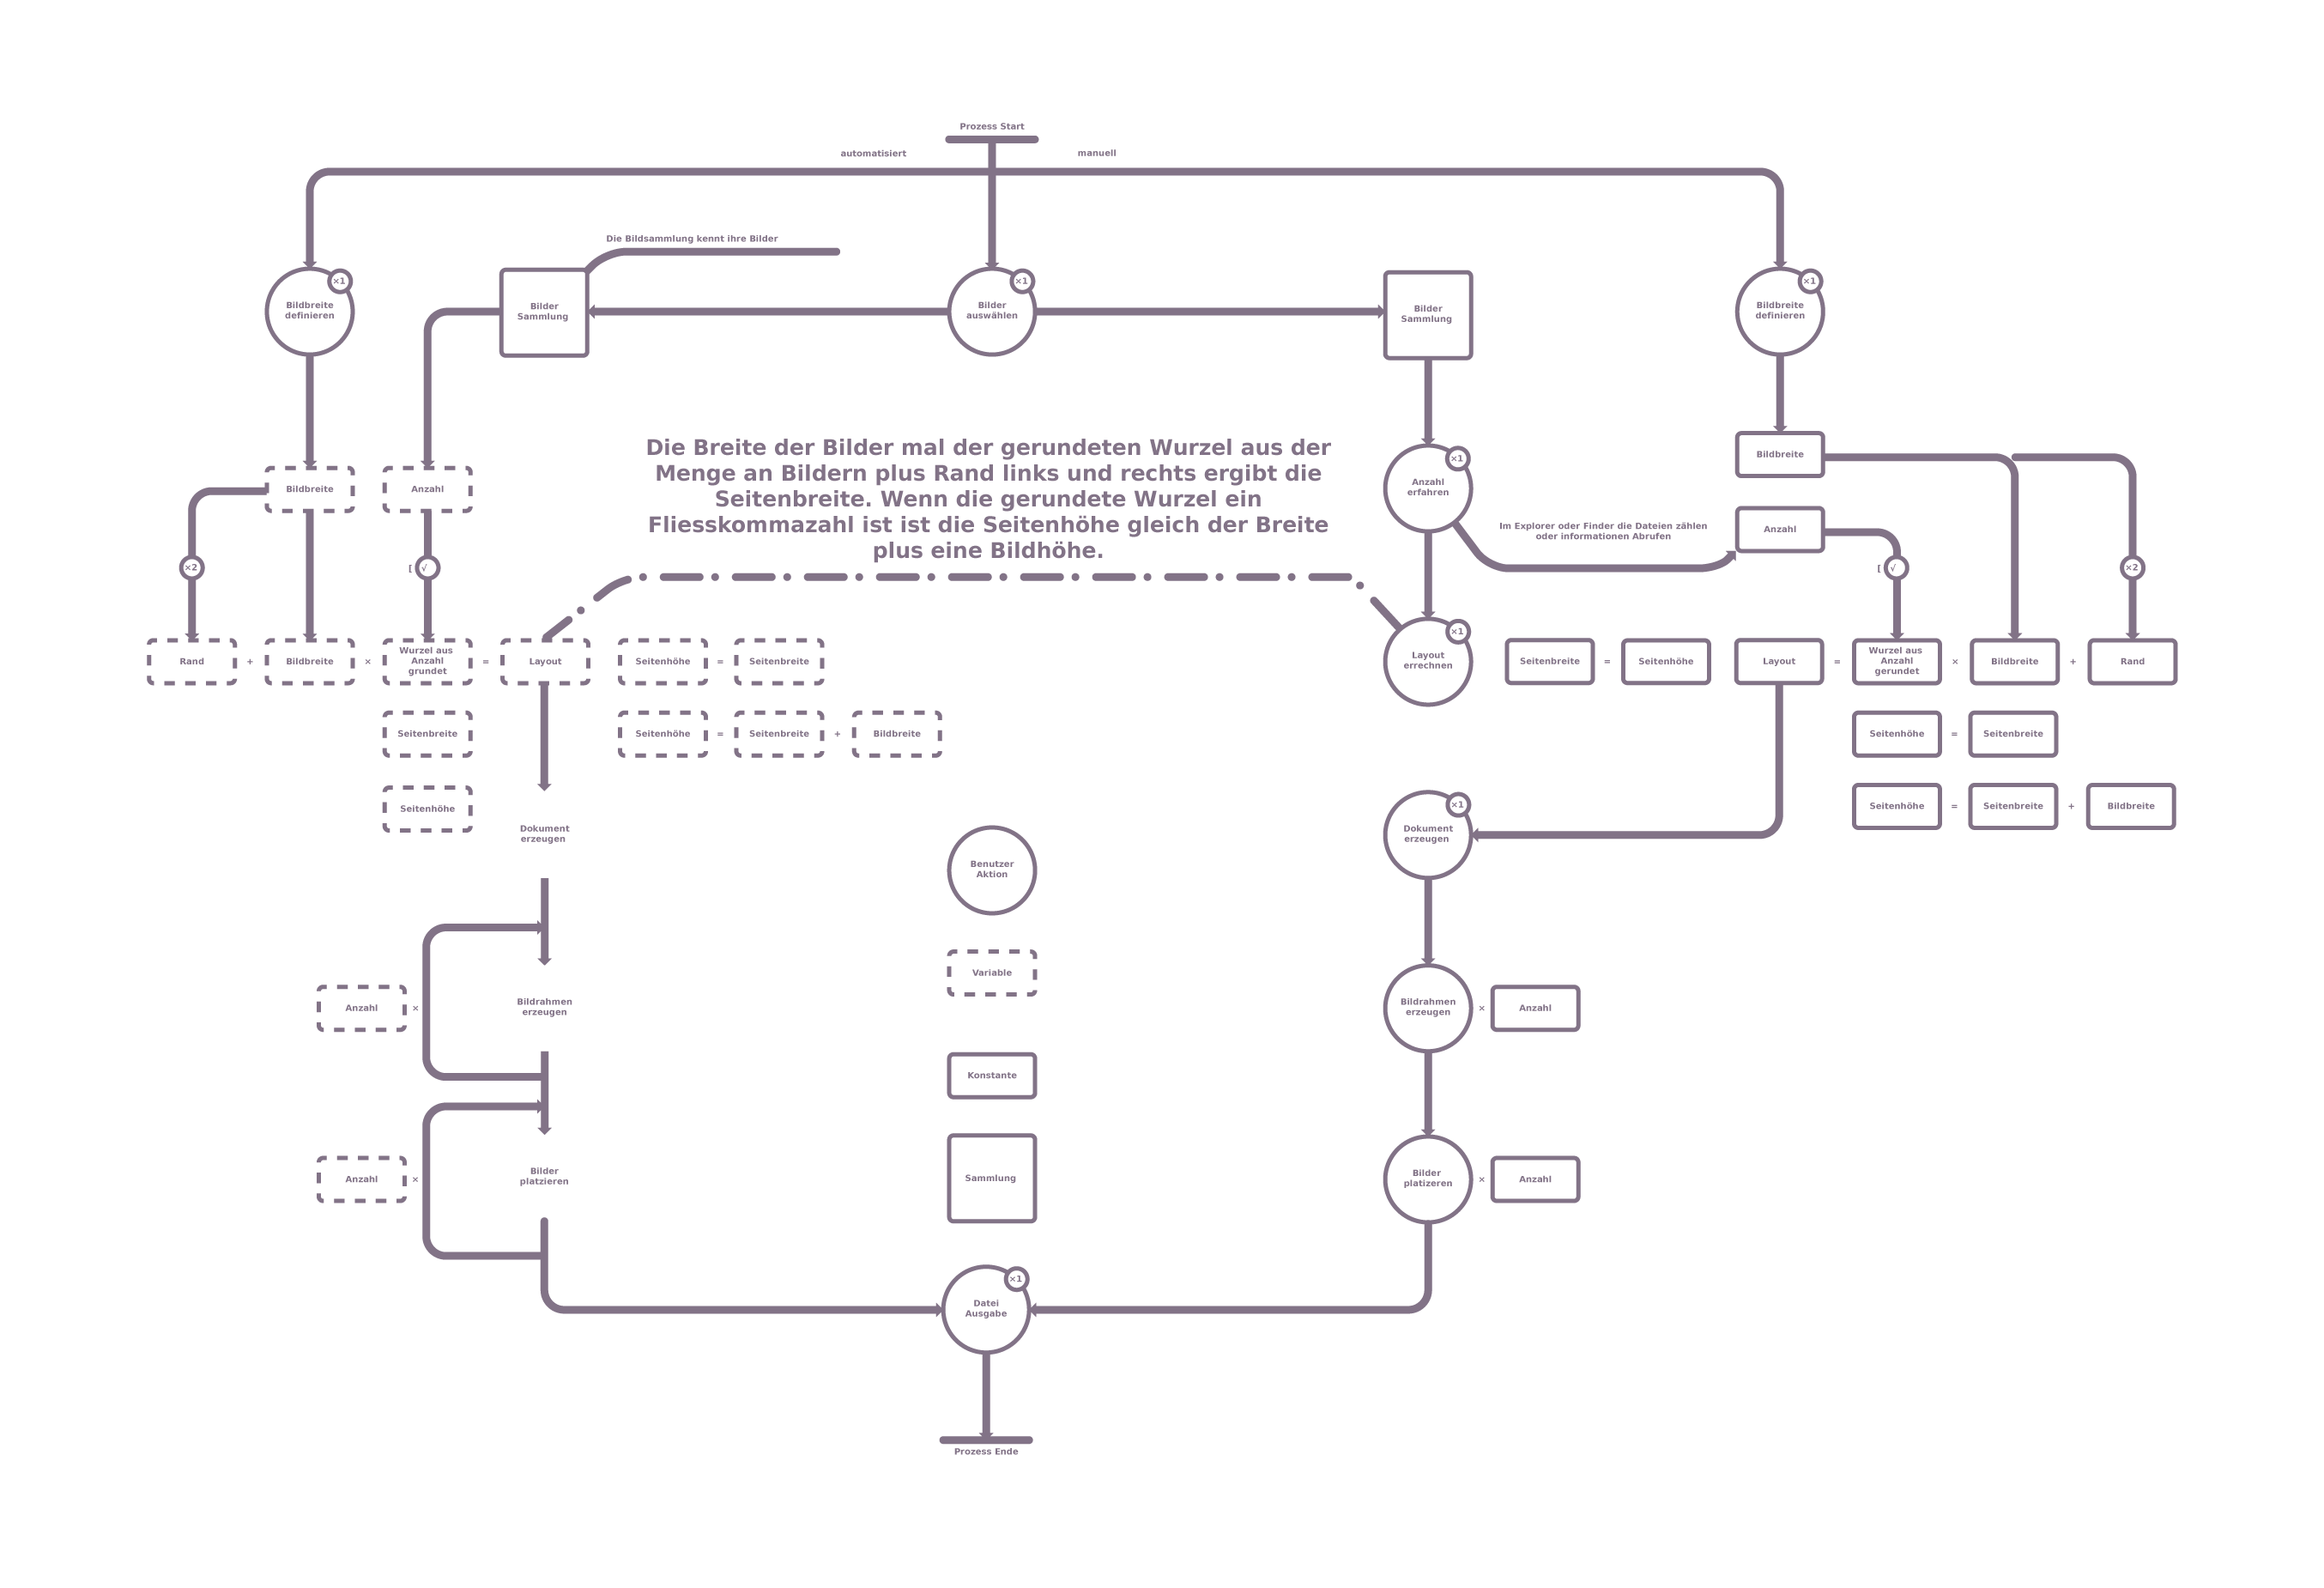 Prozess Start
automatisiert
manuell
Die Bildsammlung kennt ihre Bilder
×1
Bildbreite
definieren
Bilder
Sammlung
×1
Bilder
auswählen
Bilder
Sammlung
×1
Bildbreite
definieren
Die Breite der Bilder mal der gerundeten Wurzel aus der
Menge an Bildern plus Rand links und rechts ergibt die
Seitenbreite. Wenn die gerundete Wurzel ein
Fliesskommazahl ist ist die Seitenhöhe gleich der Breite
plus eine Bildhöhe.
Bildbreite
Anzahl
×1
Anzahl
erfahren
Bildbreite
Im Explorer oder Finder die Dateien zählen
oder informationen Abrufen
Anzahl
×2
[ √
[ √
×2
Rand + Bildbreite × Wurzel aus
Anzahl
grundet
= Layout
Seitenhöhe = Seitenbreite
×1
Layout
errechnen
Seitenbreite = Seitenhöhe
Layout = Wurzel aus
Anzahl
gerundet
× Bildbreite + Rand
Seitenbreite
Seitenhöhe = Seitenbreite + Bildbreite
Seitenhöhe = Seitenbreite
Seitenhöhe
Seitenhöhe = Seitenbreite + Bildbreite
Dokument
erzeugen
×1
Dokument
erzeugen
Benutzer
Aktion
Variable
Anzahl ×
Bildrahmen
erzeugen
Bildrahmen
erzeugen
× Anzahl
Konstante
Anzahl ×
Bilder
platzieren
Sammlung
Bilder
platizeren
× Anzahl
×1
Datei
Ausgabe
Prozess Ende